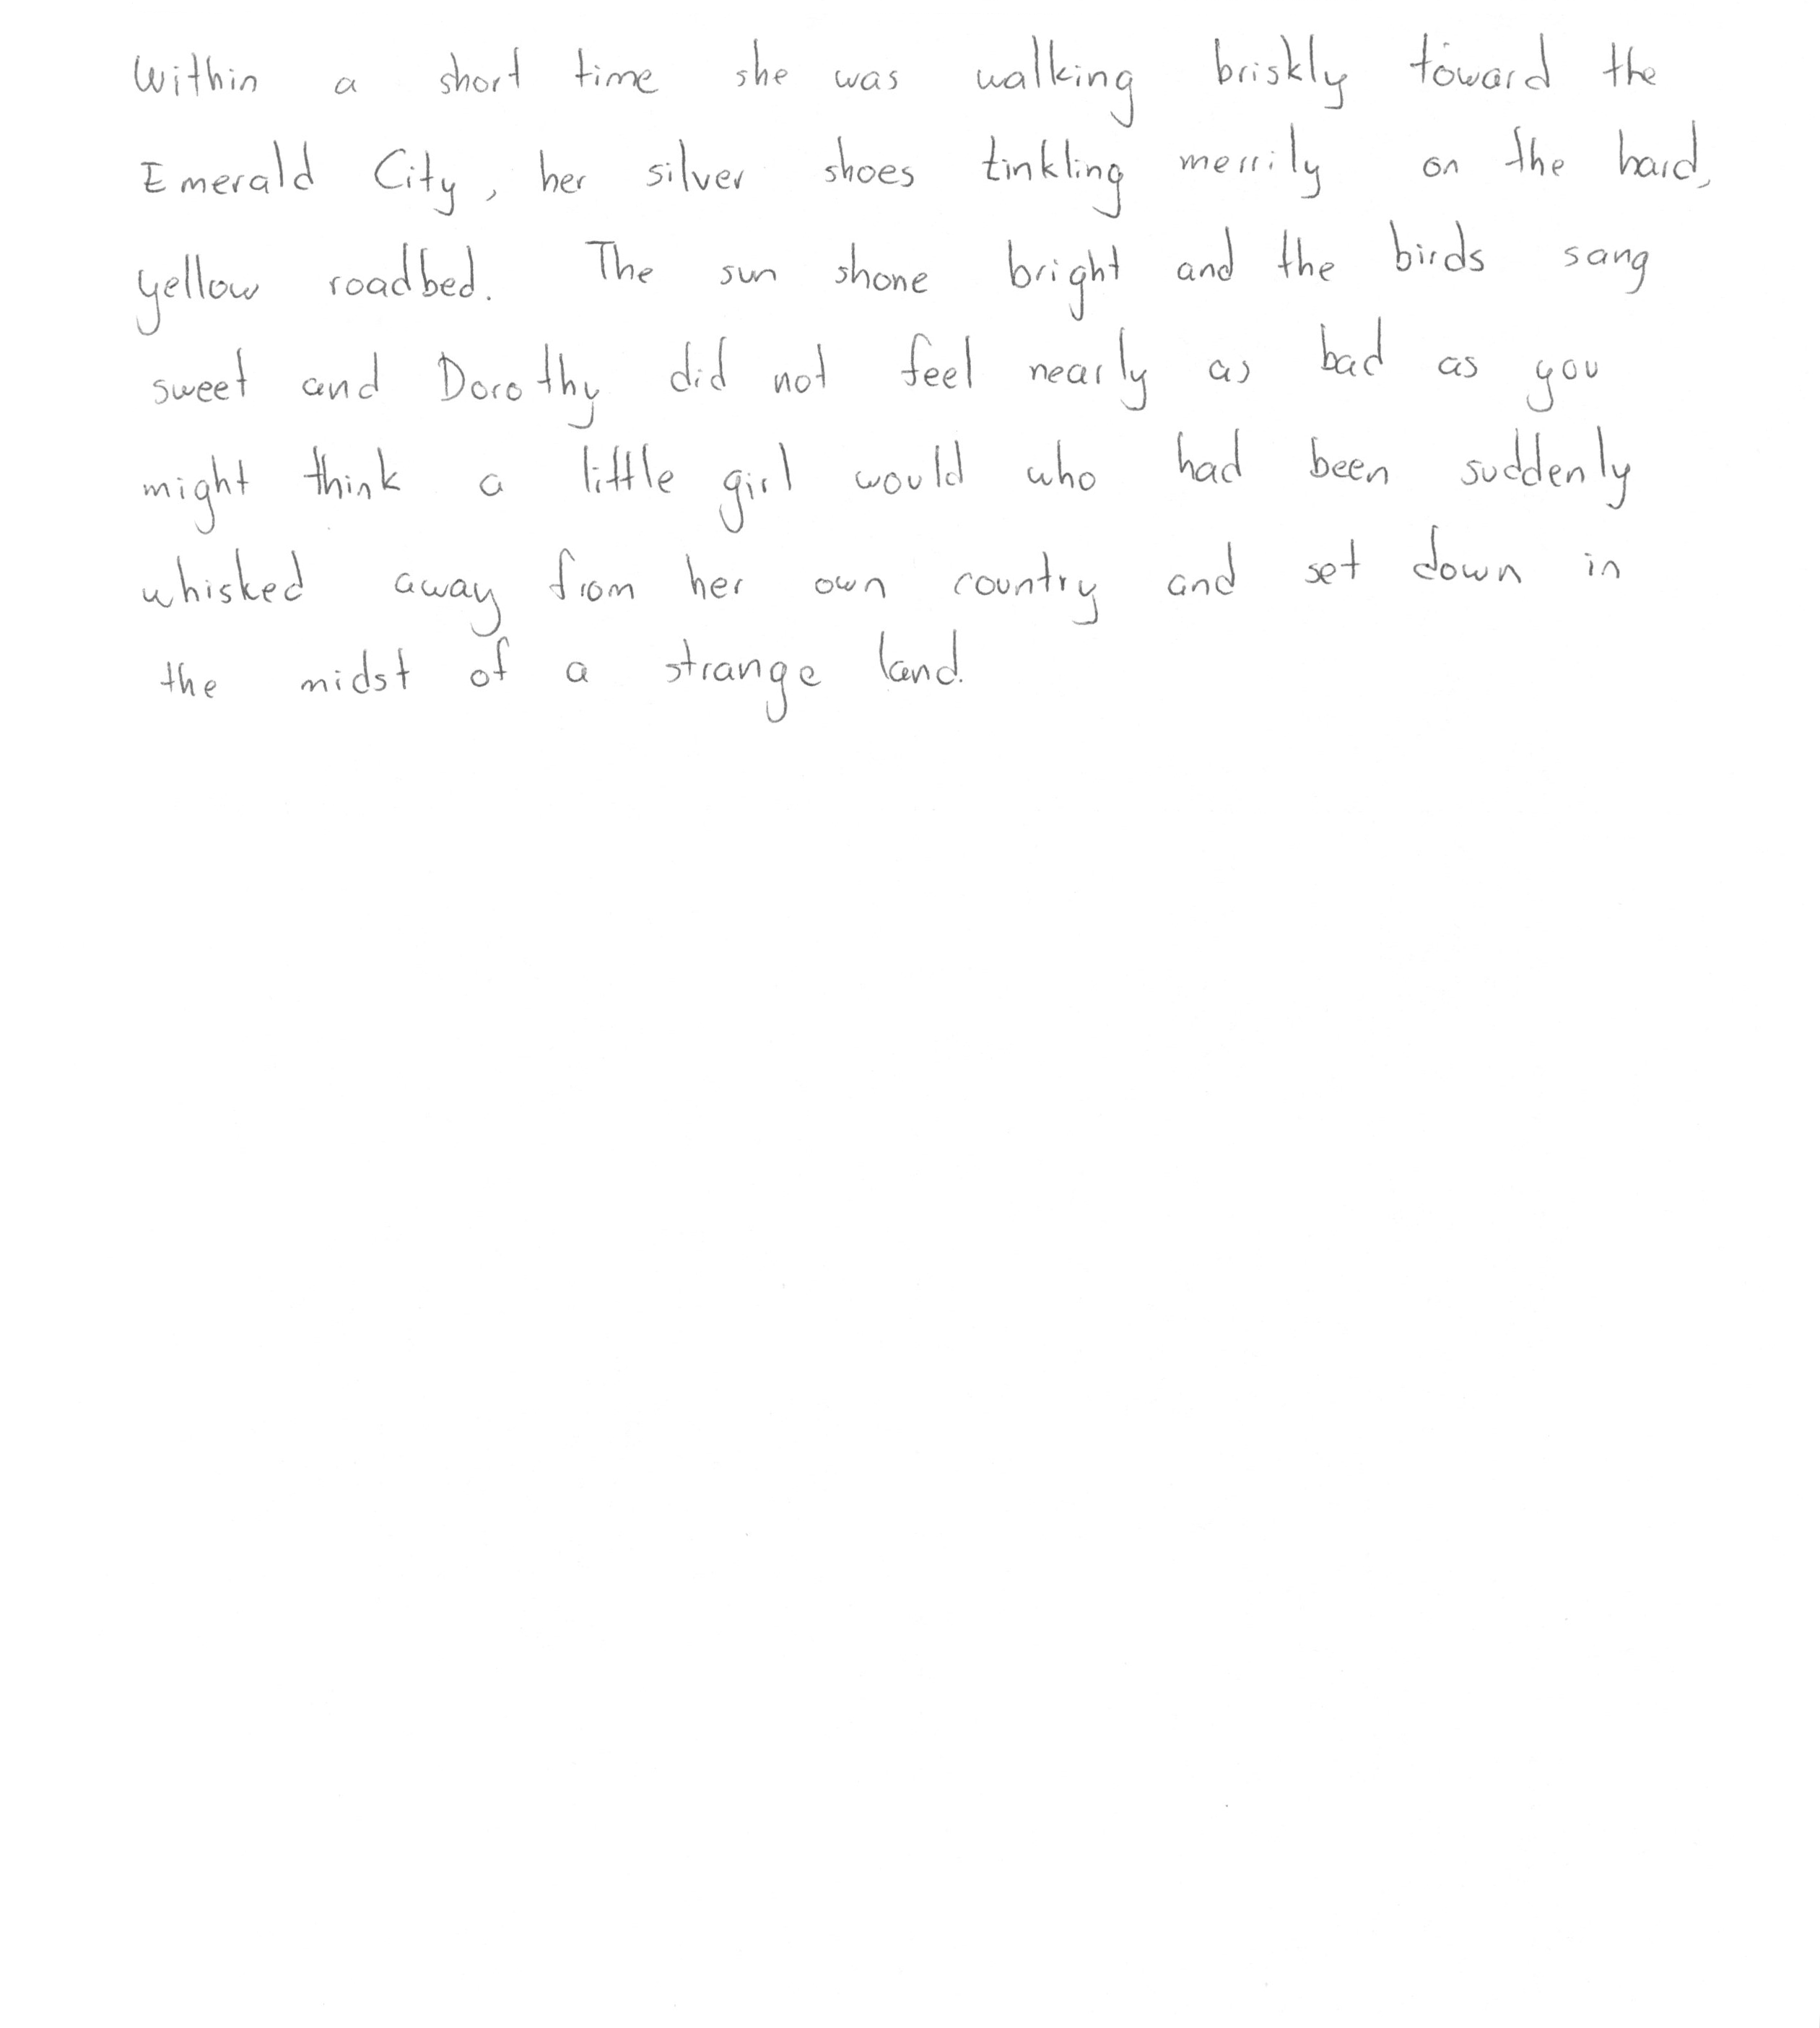 Within a short time she was walking briskly toward the
Emerald City, her silver shoes tinkling merrily on the hard,
yellow roadbed. The sun shone bright and the birds sang
sweet and Dorothy did not feel nearly as bad as you
might think a little girl would who had been suddenly
whisked away from her own country and set down in
the midst of a strange land.